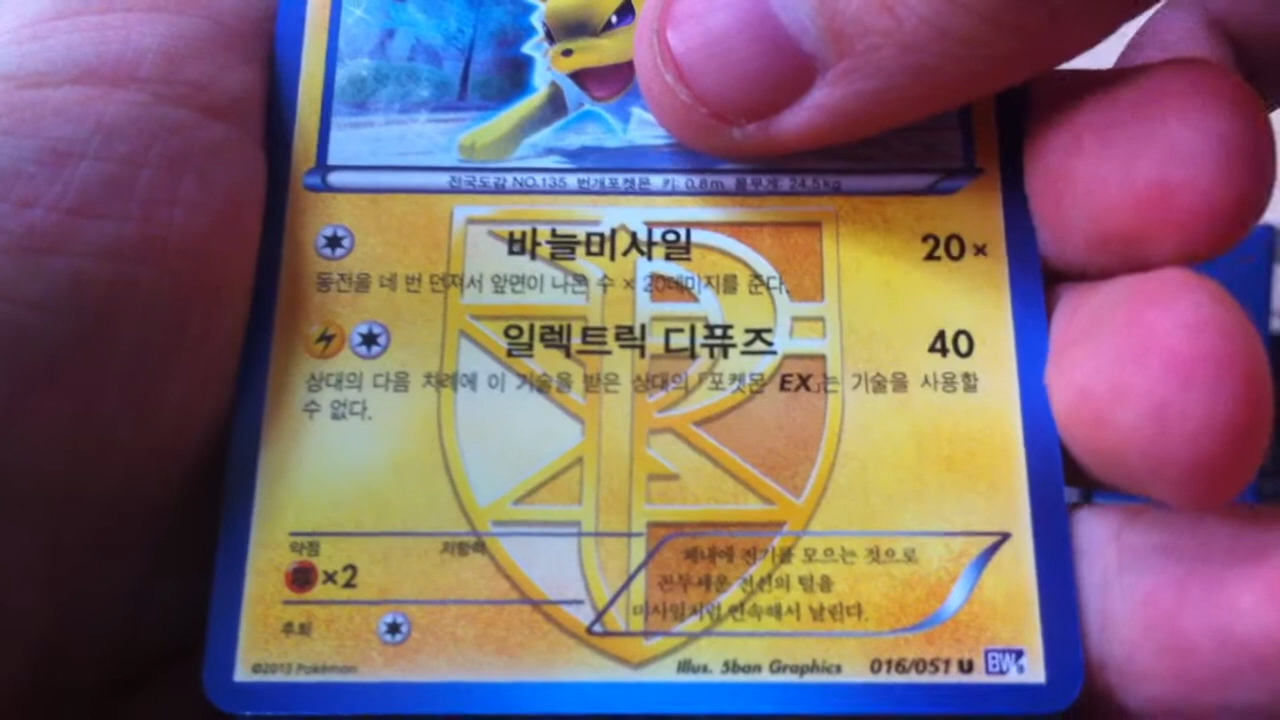 전국도감 NO.135 번개포켓몬 키: 0.8m 몸무게: 24.5kg
바늘미사일 20×
동전을 네 번 던져서 앞면이 나온 수 × 20데미지를 준다.
일렉트릭 디퓨즈 40
상대의 다음 차례에 이 기술을 받은 상대의 「포켓몬 EX」는 기술을 사용할
수 없다.
약점 저항력
×2
체내에 전기를 모으는 것으로
곤두세운 전신의 털을
미사일처럼 연속해서 날린다.
후퇴
©2013 Pokémon
Illus. 5ban Graphics 016/051 U BW